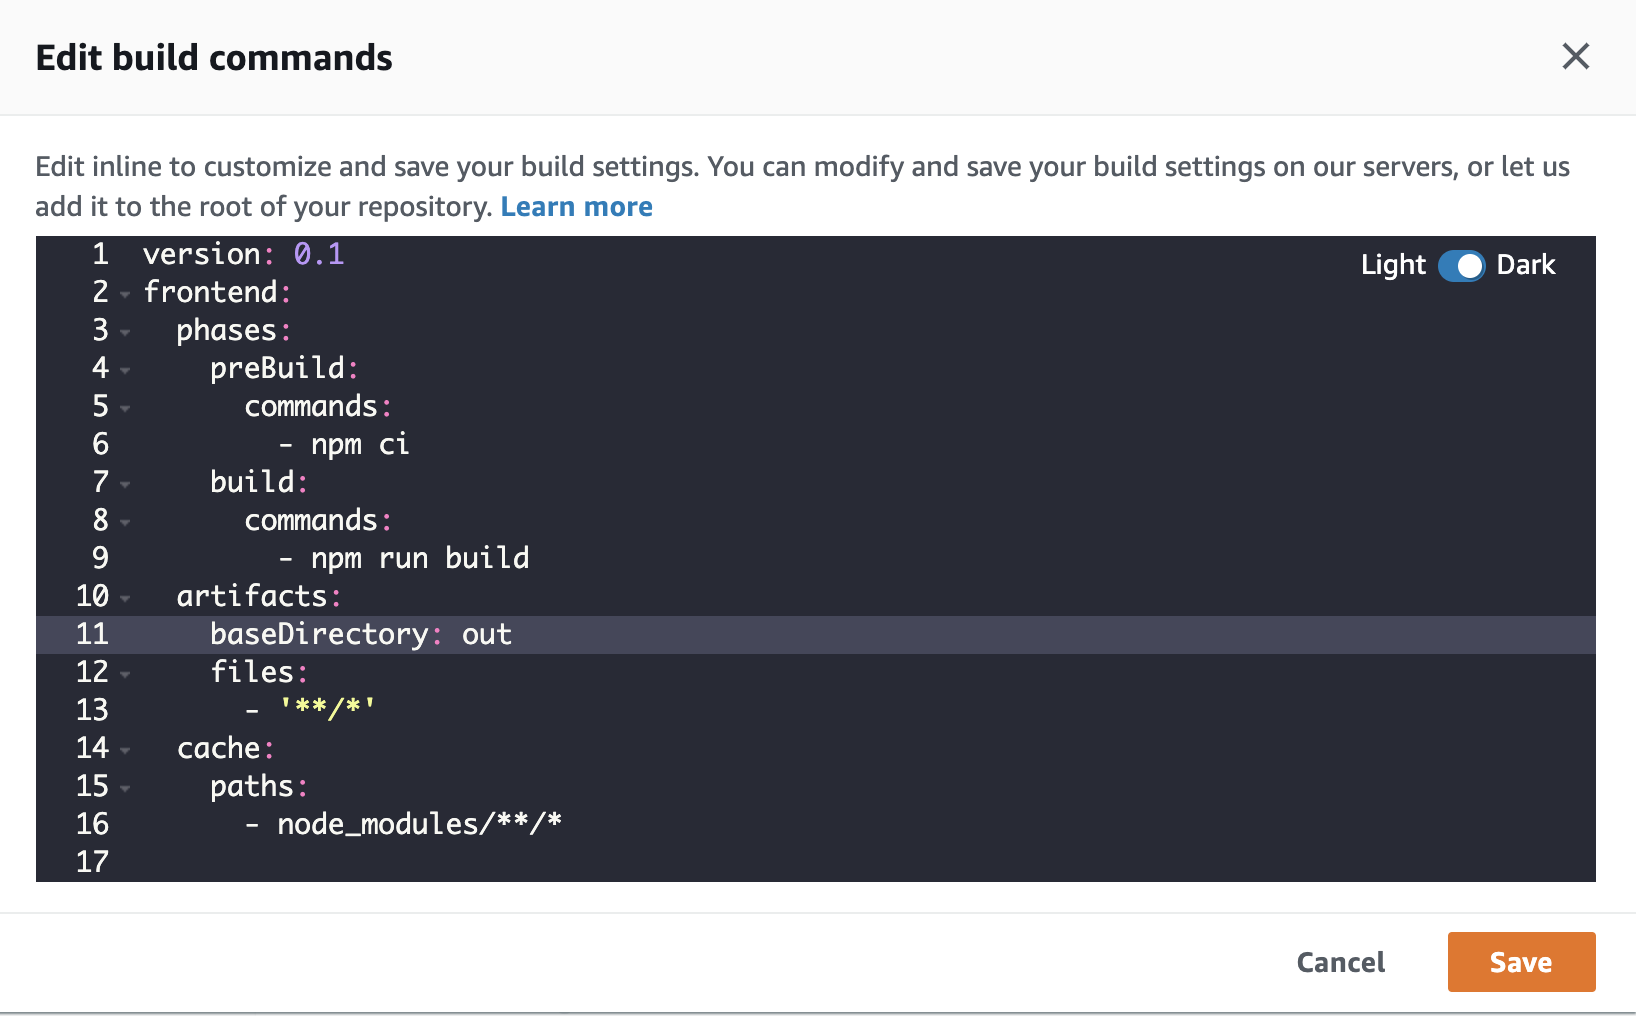 Edit build commands
Edit inline to customize and save your build settings. You can modify and save your build settings on our servers, or let us
add it to the root of your repository. Learn more
Light Dark
1 version: 0.1
2 frontend:
3   phases:
4     preBuild:
5       commands:
6         - npm ci
7     build:
8       commands:
9         - npm run build
10   artifacts:
11     baseDirectory: out
12     files:
13       - '**/*'
14   cache:
15     paths:
16       - node_modules/**/*
17
Cancel Save